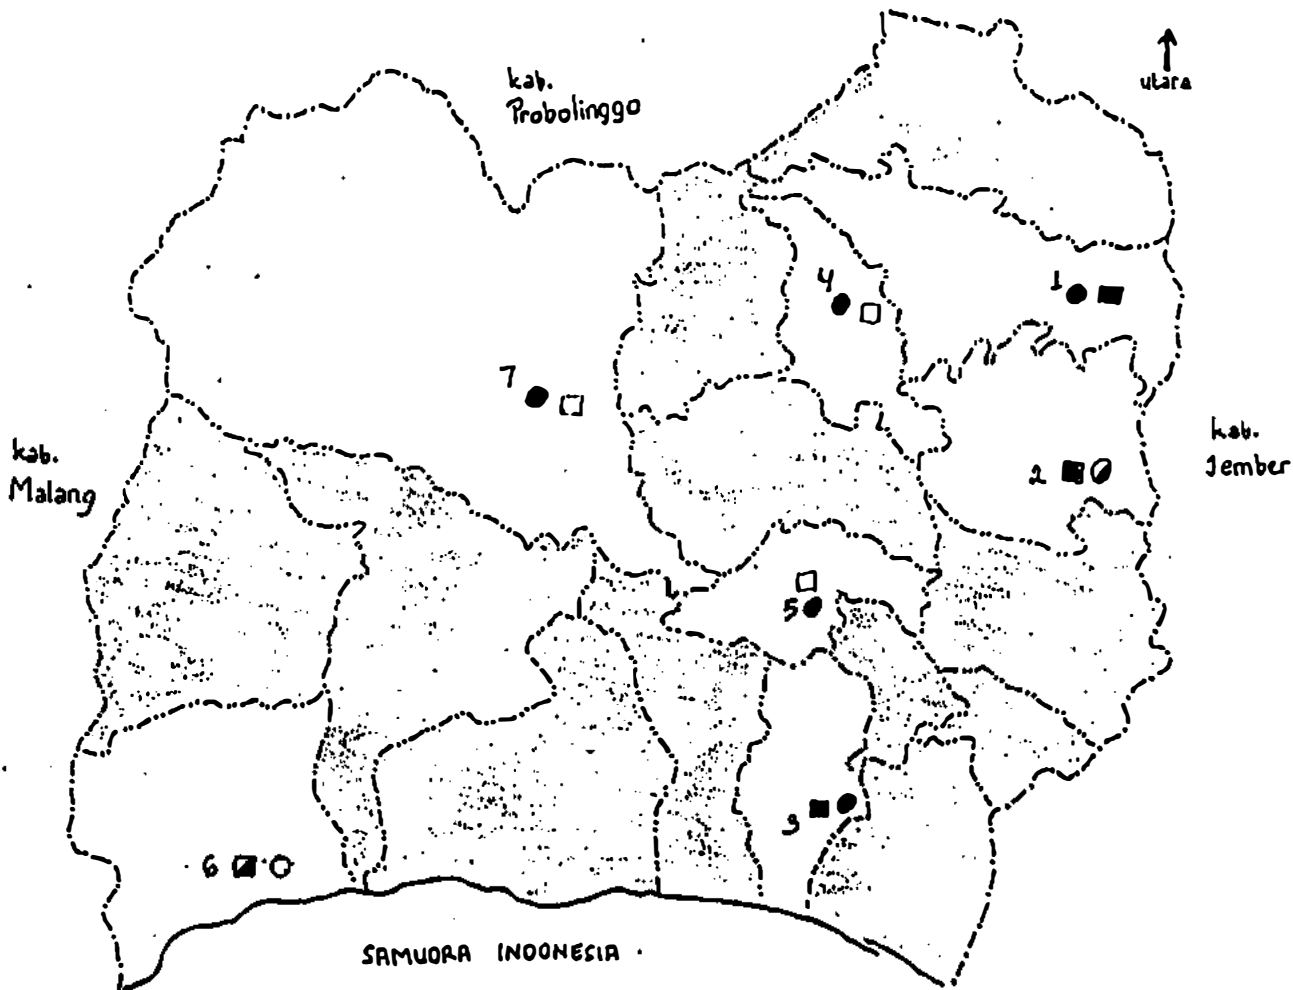 kab.
Probolinggo
utara
4
1
7
kab.
Malang
kab.
Jember
2
5
3
6
SAMUDRA INDONESIA